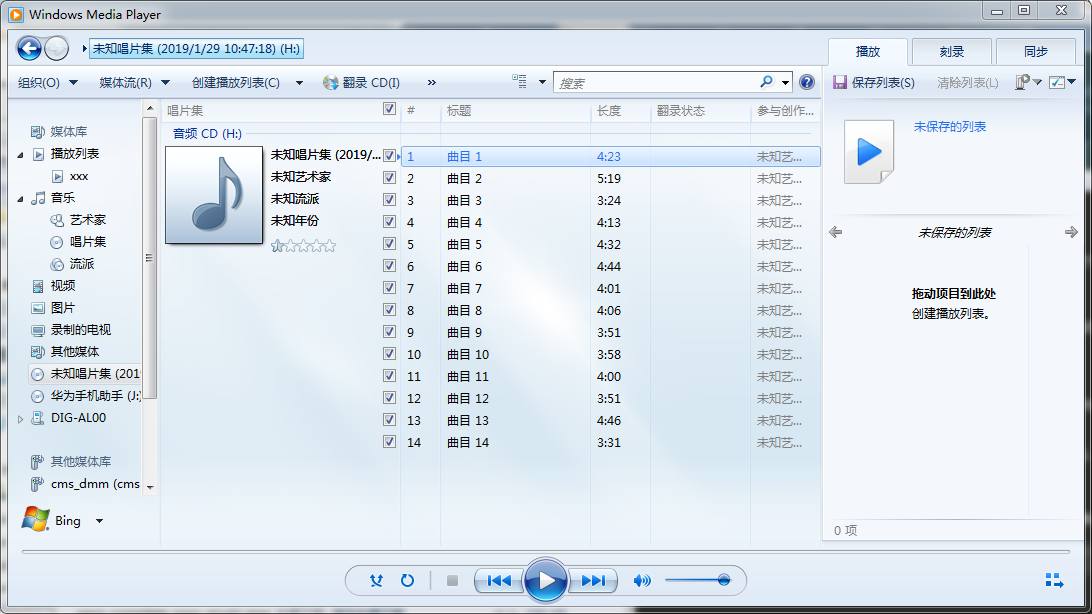 Windows Media Player
未知唱片集 (2019/1/29 10:47:18) (H:)
播放
刻录
同步
组织(O)
媒体流(R)
创建播放列表(C)
翻录 CD(I)
»
搜索
保存列表(S)
清除列表(L)
媒体库
播放列表
xxx
音乐
艺术家
唱片集
流派
视频
图片
录制的电视
其他媒体
未知唱片集 (201
华为手机助手 (J:)
DIG-AL00
其他媒体库
cms_dmm (cms
Bing
唱片集 # 标题 长度 翻录状态 参与创作...
音频 CD (H:)
未知唱片集 (2019/...
未知艺术家
未知流派
未知年份
1 曲目 1 4:23 未知艺...
2 曲目 2 5:19 未知艺...
3 曲目 3 3:24 未知艺...
4 曲目 4 4:13 未知艺...
5 曲目 5 4:32 未知艺...
6 曲目 6 4:44 未知艺...
7 曲目 7 4:01 未知艺...
8 曲目 8 4:06 未知艺...
9 曲目 9 3:51 未知艺...
10 曲目 10 3:58 未知艺...
11 曲目 11 4:00 未知艺...
12 曲目 12 3:51 未知艺...
13 曲目 13 4:46 未知艺...
14 曲目 14 3:31 未知艺...
未保存的列表
未保存的列表
拖动项目到此处
创建播放列表。
0 项